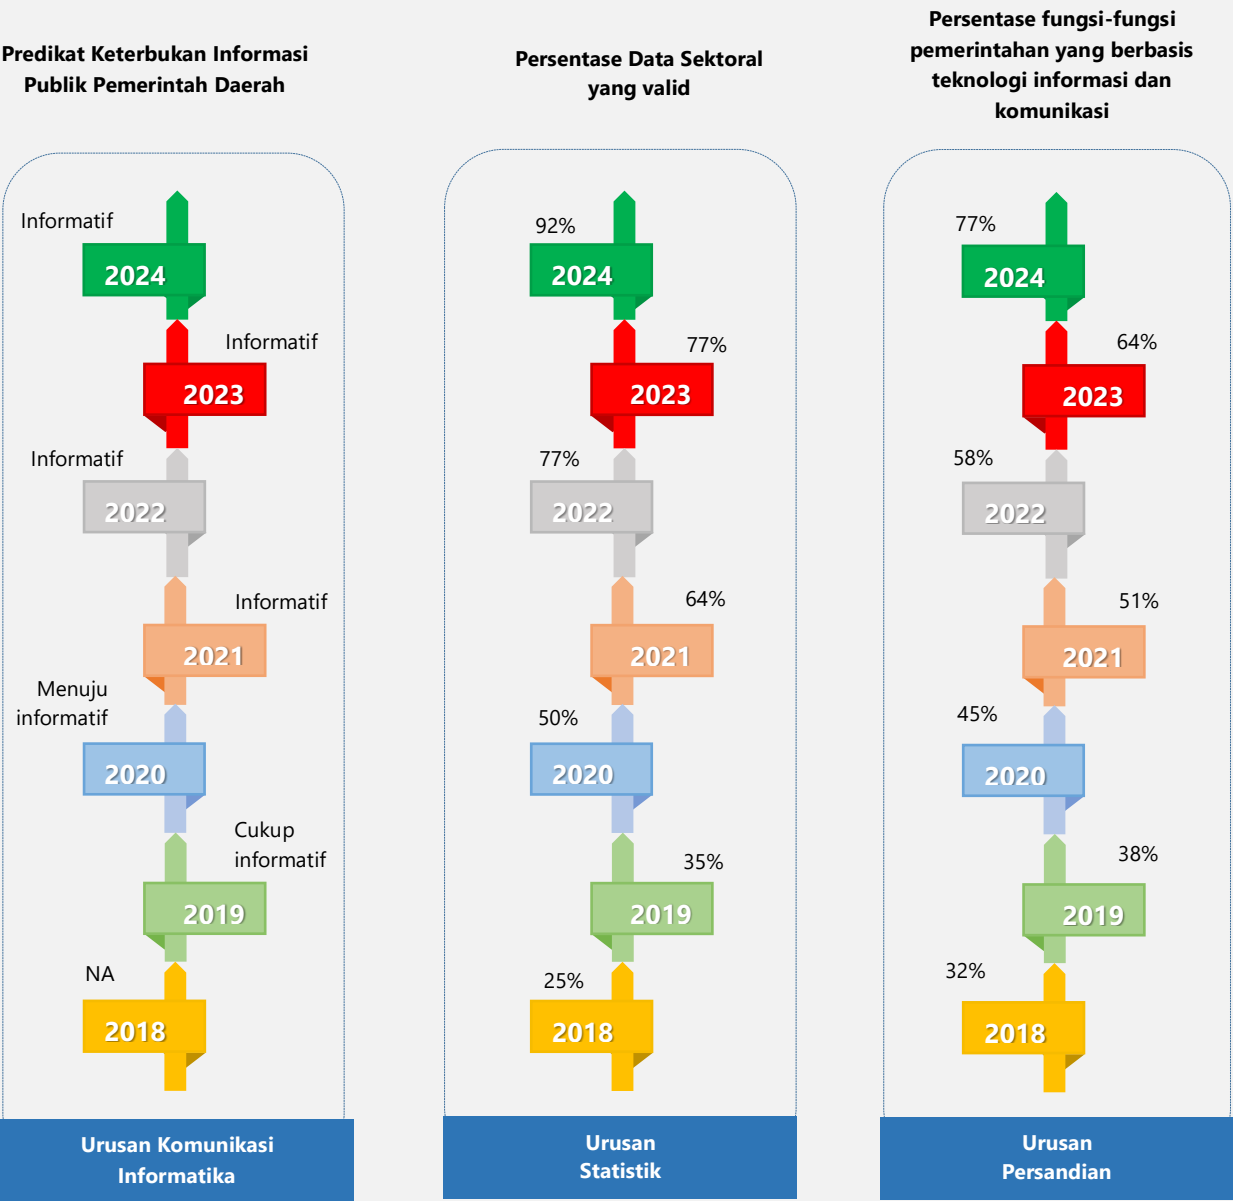 Predikat Keterbukan Informasi
Publik Pemerintah Daerah
Informatif
2024
Informatif
2023
Informatif
2022
Informatif
2021
Menuju
informatif
2020
Cukup
informatif
2019
NA
2018
Urusan Komunikasi
Informatika
Persentase Data Sektoral
yang valid
92%
2024
77%
2023
77%
2022
64%
2021
50%
2020
35%
2019
25%
2018
Urusan
Statistik
Persentase fungsi-fungsi
pemerintahan yang berbasis
teknologi informasi dan
komunikasi
77%
2024
64%
2023
58%
2022
51%
2021
45%
2020
38%
2019
32%
2018
Urusan
Persandian